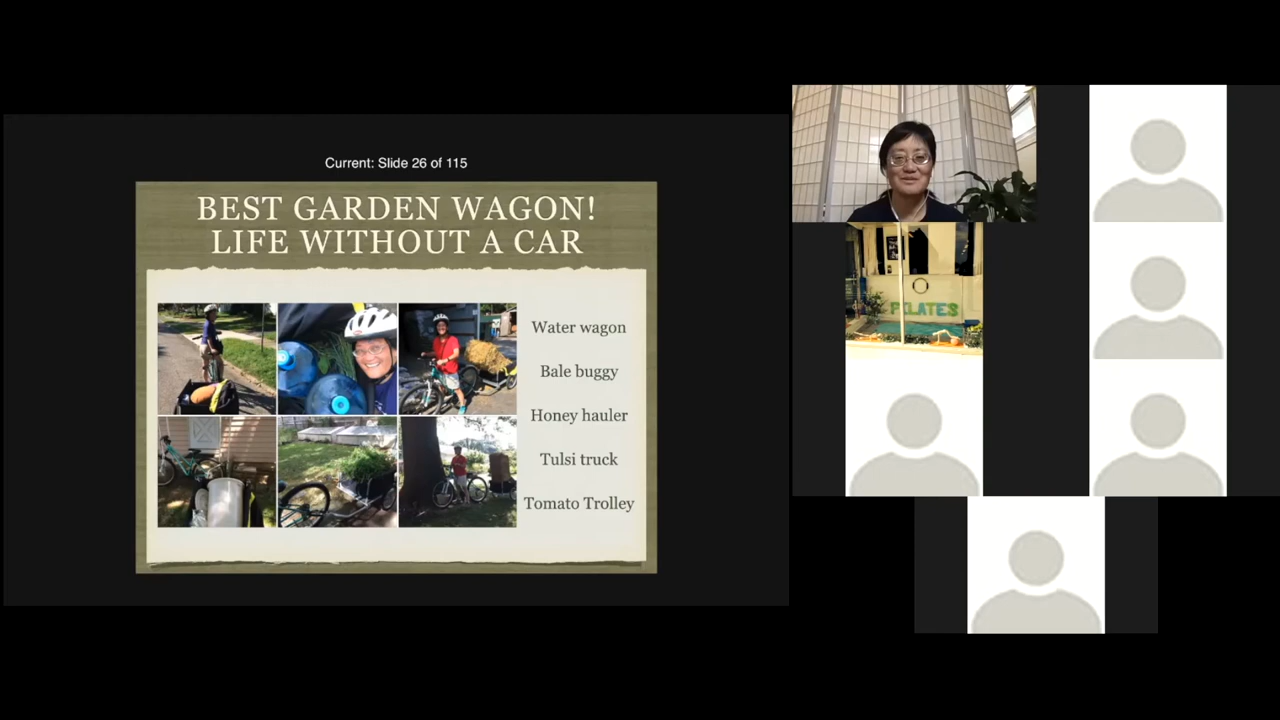 Current: Slide 26 of 115
BEST GARDEN WAGON!
LIFE WITHOUT A CAR
Water wagon
Bale buggy
Honey hauler
Tulsi truck
Tomato Trolley
PILATES